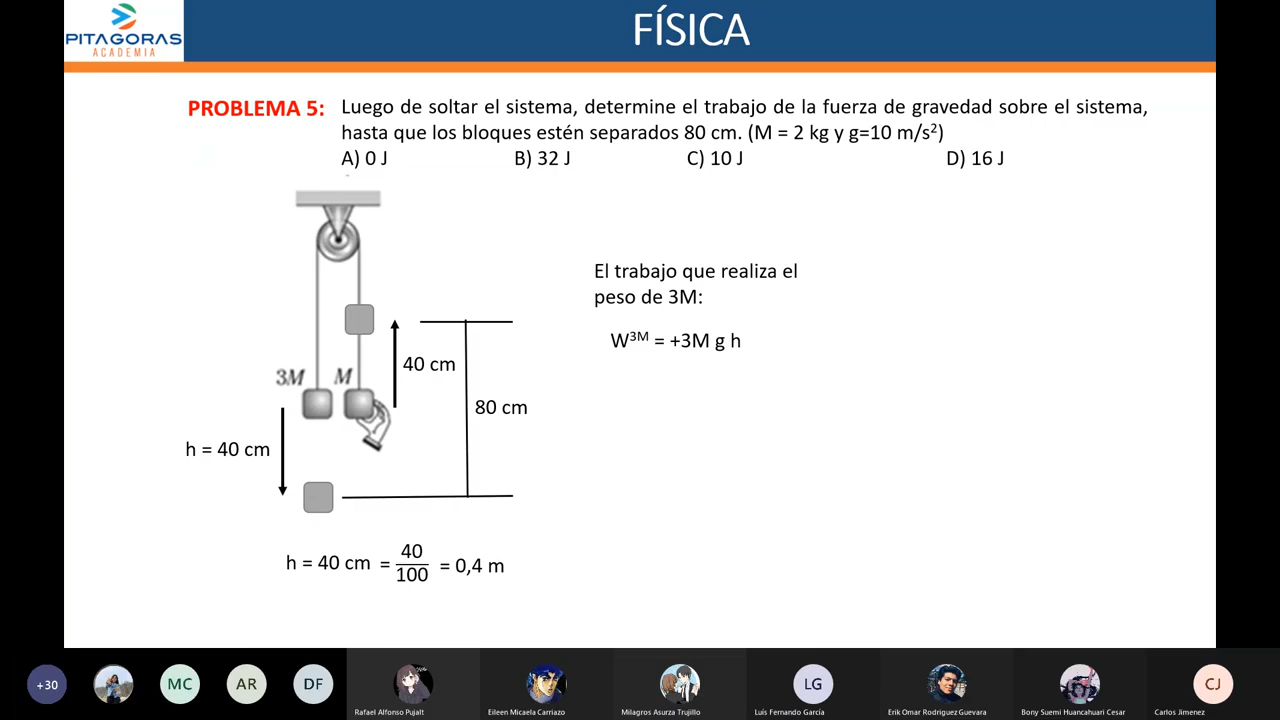 PITAGORAS
ACADEMIA
FÍSICA
PROBLEMA 5:
Luego de soltar el sistema, determine el trabajo de la fuerza de gravedad sobre el sistema,
hasta que los bloques estén separados 80 cm. (M = 2 kg y g=10 m/s²)
A) 0 J B) 32 J C) 10 J D) 16 J
El trabajo que realiza el
peso de 3M:
W³ᴹ = +3M g h
40 cm
3M M
80 cm
h = 40 cm
h = 40 cm = 40/100 = 0,4 m
+30
MC
AR
DF
LG
CJ
Rafael Alfonso Pujalt
Eileen Micaela Carriazo
Milagros Asurza Trujillo
Luis Fernando García
Erik Omar Rodriguez Guevara
Bony Suemi Huancahuari Cesar
Carlos Jimenez